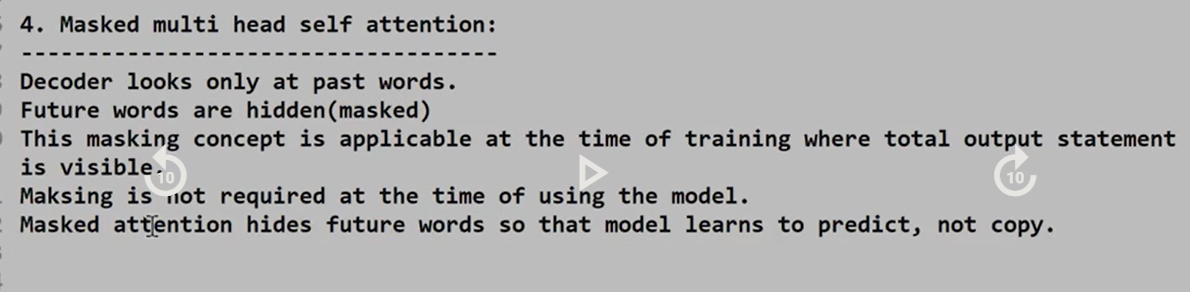 4. Masked multi head self attention:
------------------------------------
Decoder looks only at past words.
Future words are hidden(masked)
This masking concept is applicable at the time of training where total output statement
is visible.
Maksing is not required at the time of using the model.
Masked attention hides future words so that model learns to predict, not copy.
10
10